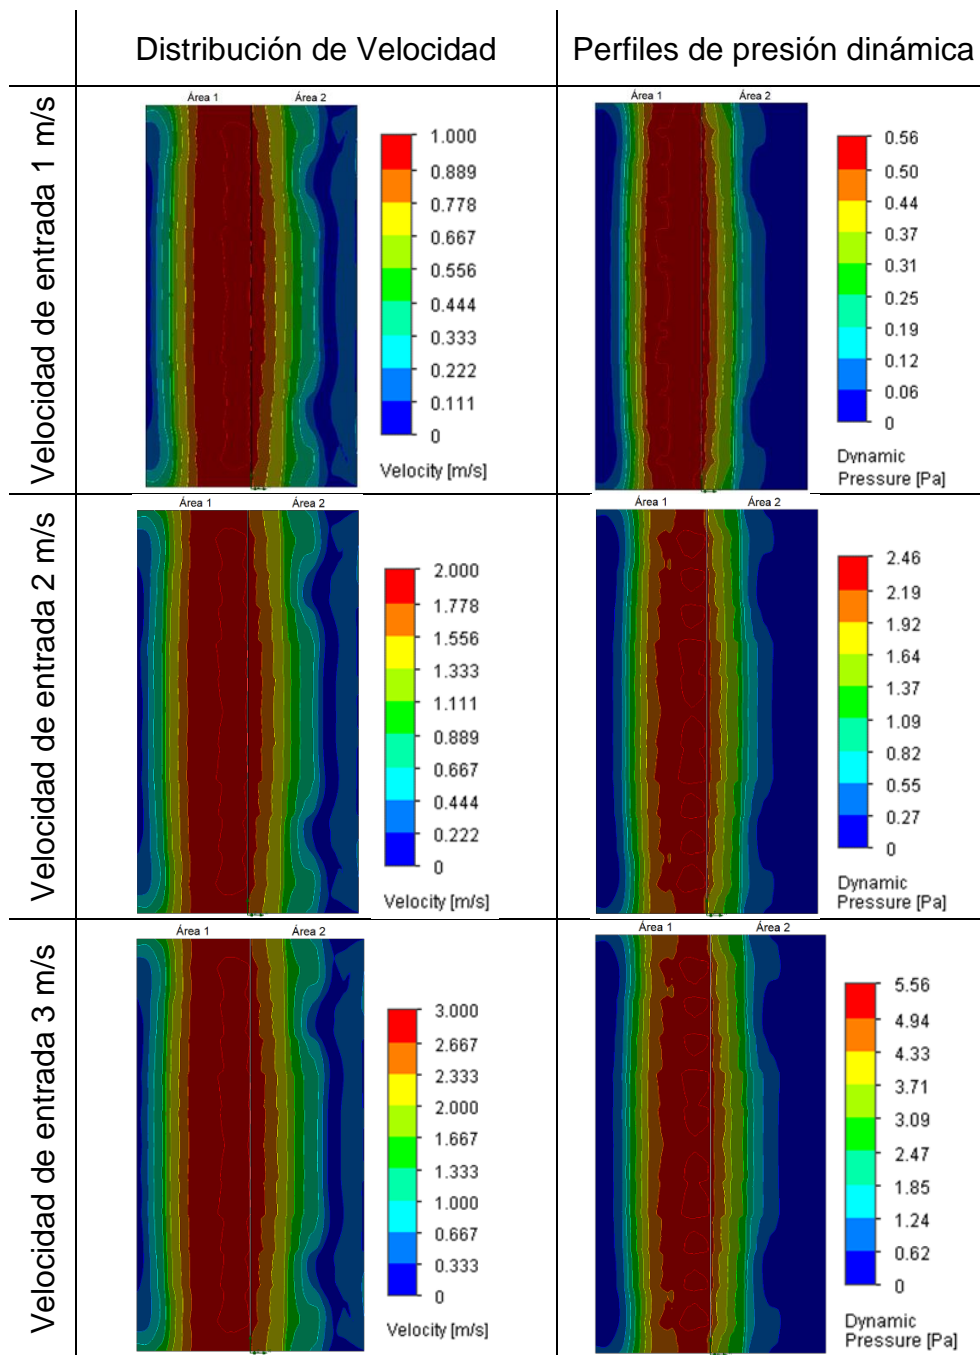 Distribución de Velocidad
Perfiles de presión dinámica
Velocidad de entrada 1 m/s
Área 1
Área 2
1.000
0.889
0.778
0.667
0.556
0.444
0.333
0.222
0.111
0
Velocity [m/s]
Área 1
Área 2
0.56
0.50
0.44
0.37
0.31
0.25
0.19
0.12
0.06
0
Dynamic
Pressure [Pa]
Velocidad de entrada 2 m/s
Área 1
Área 2
2.000
1.778
1.556
1.333
1.111
0.889
0.667
0.444
0.222
0
Velocity [m/s]
Área 1
Área 2
2.46
2.19
1.92
1.64
1.37
1.09
0.82
0.55
0.27
0
Dynamic
Pressure [Pa]
Velocidad de entrada 3 m/s
Área 1
Área 2
3.000
2.667
2.333
2.000
1.667
1.333
1.000
0.667
0.333
0
Velocity [m/s]
Área 1
Área 2
5.56
4.94
4.33
3.71
3.09
2.47
1.85
1.24
0.62
0
Dynamic
Pressure [Pa]